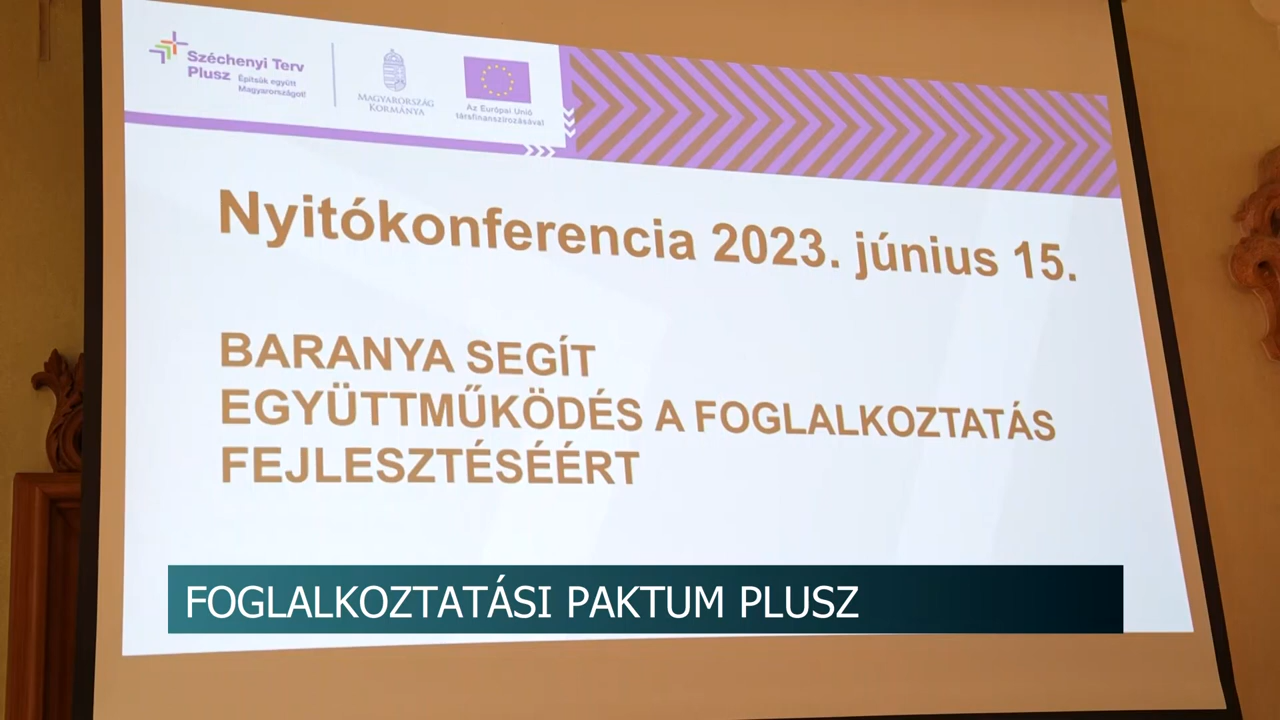 Széchenyi Terv
Plusz Építsük együtt
Magyarországot!
MAGYARORSZÁG
KORMÁNYA
Az Európai Unió
társfinanszírozásával
Nyitókonferencia 2023. június 15.
BARANYA SEGÍT
EGYÜTTMŰKÖDÉS A FOGLALKOZTATÁS
FEJLESZTÉSÉÉRT
FOGLALKOZTATÁSI PAKTUM PLUSZ